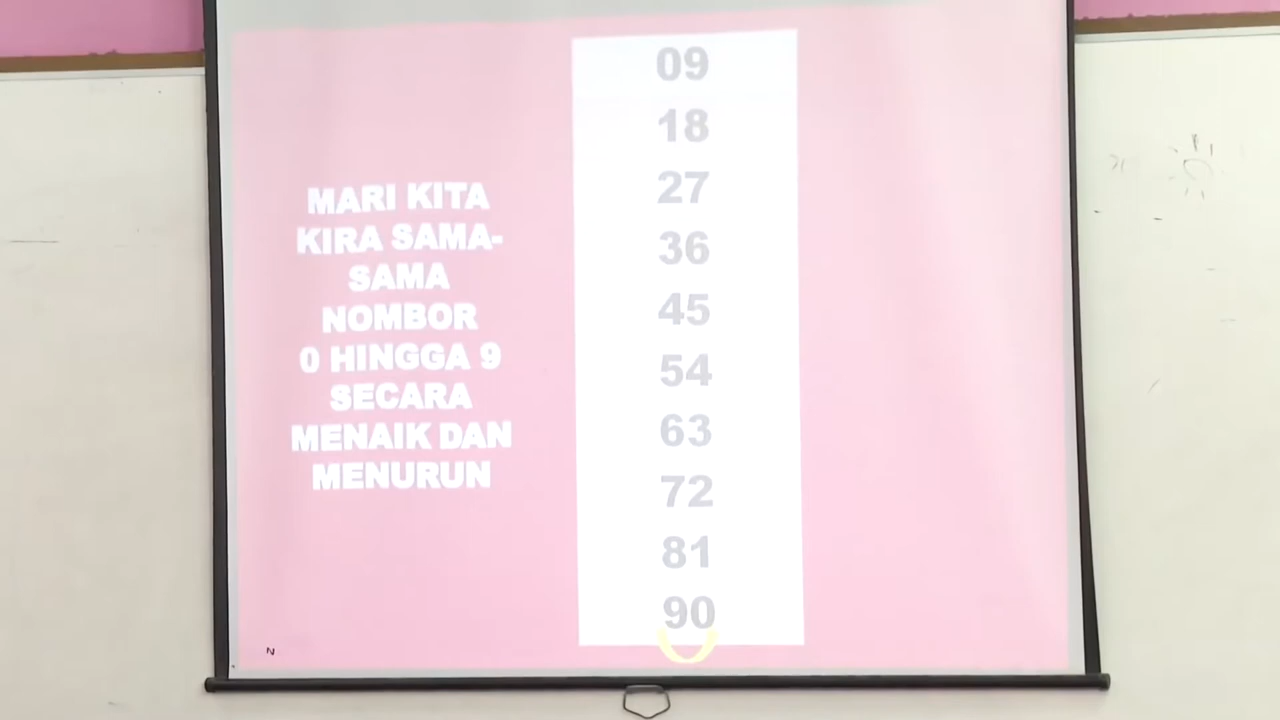 MARI KITA
KIRA SAMA-
SAMA
NOMBOR
0 HINGGA 9
SECARA
MENAIK DAN
MENURUN
09
18
27
36
45
54
63
72
81
90